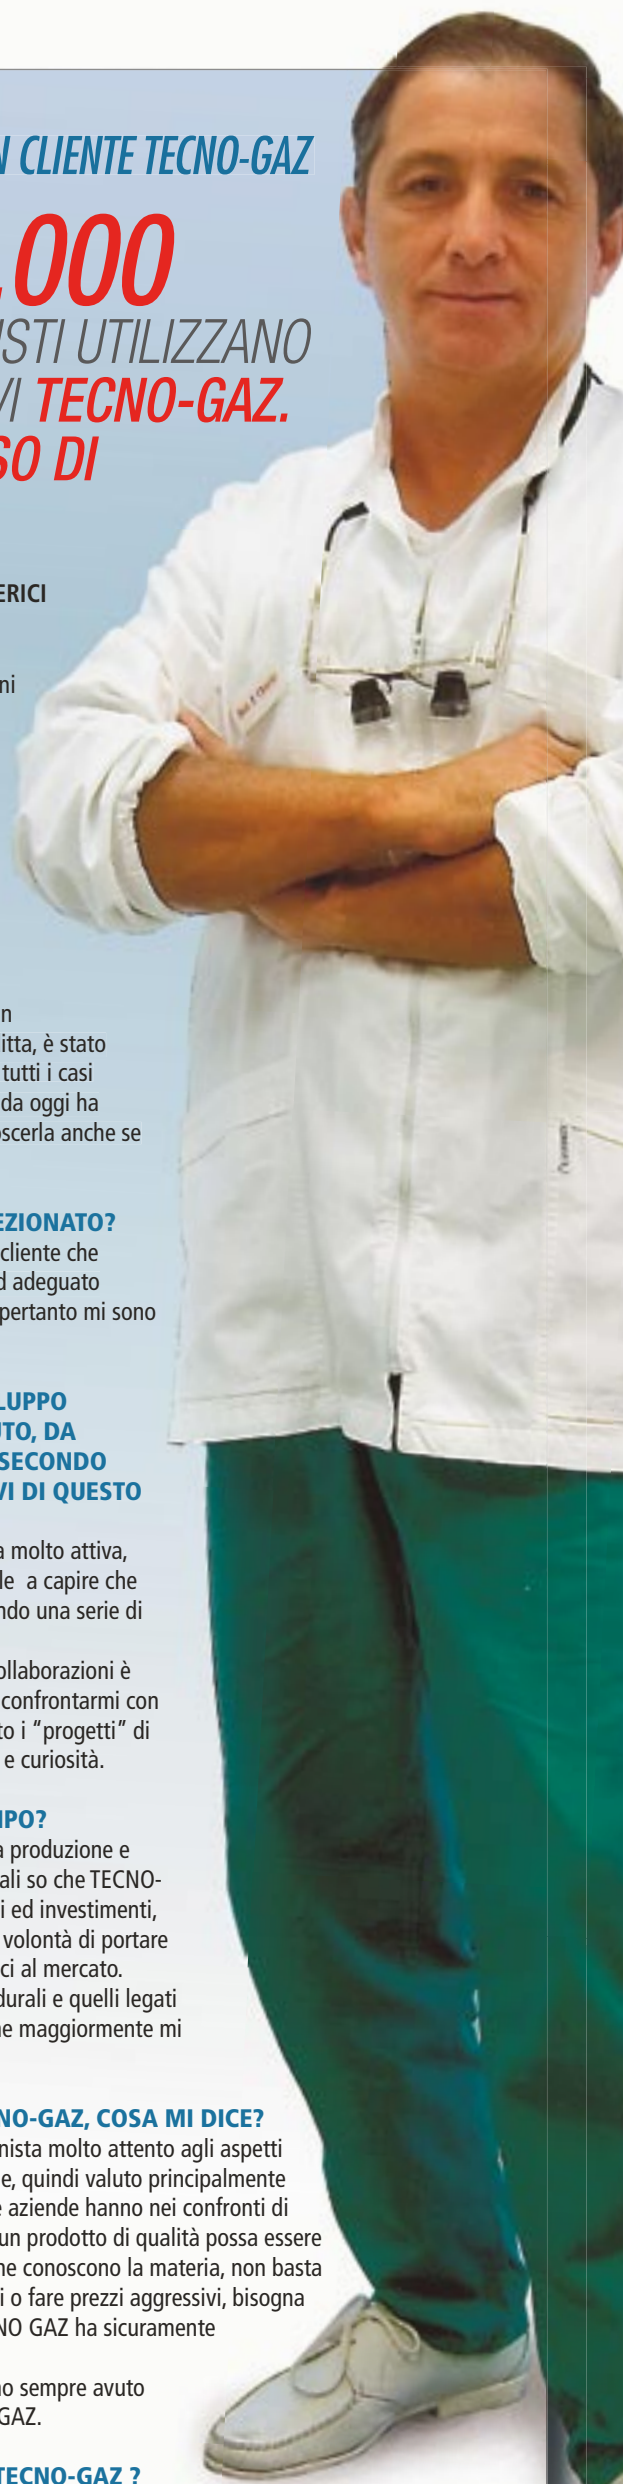 N CLIENTE TECNO-GAZ
.000
ISTI UTILIZZANO
VI TECNO-GAZ.
SO DI
ERICI
ni
n
itta, è stato
tutti i casi
da oggi ha
oscerla anche se
EZIONATO?
cliente che
d adeguato
pertanto mi sono
LUPPO
UTO, DA
SECONDO
VI DI QUESTO
a molto attiva,
le a capire che
ndo una serie di
ollaborazioni è
confrontarmi con
to i “progetti” di
e curiosità.
IPO?
a produzione e
ali so che TECNO-
i ed investimenti,
volontà di portare
ci al mercato.
durali e quelli legati
he maggiormente mi
NO-GAZ, COSA MI DICE?
nista molto attento agli aspetti
e, quindi valuto principalmente
e aziende hanno nei confronti di
un prodotto di qualità possa essere
he conoscono la materia, non basta
i o fare prezzi aggressivi, bisogna
NO GAZ ha sicuramente
no sempre avuto
GAZ.
TECNO-GAZ ?